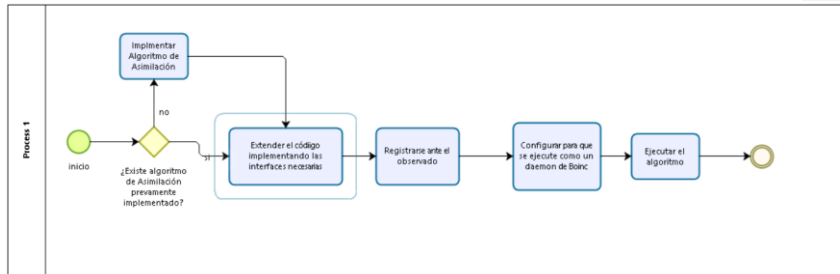 Process 1
Implmentar
Algoritmo de
Asimilación
no
inicio
¿Existe algoritmo
de Asimilación
prevamente
implementado?
si
Extender el código
implementando las
interfaces necesarias
Registrarse ante el
observado
Configurar para que
se ejecute como un
daemon de Boinc
Ejecutar el
algoritmo